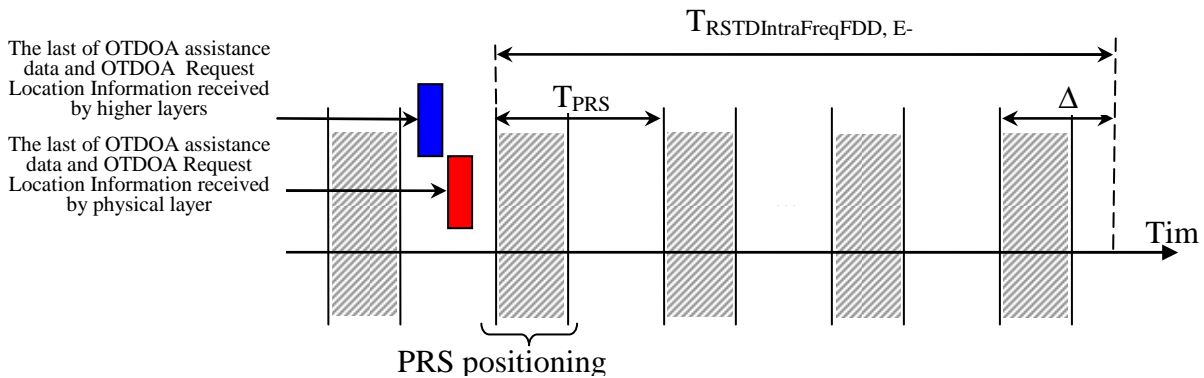 T_RSTDIntraFreqFDD, E-
The last of OTDOA assistance
data and OTDOA Request
Location Information received
by higher layers
T_PRS
Δ
The last of OTDOA assistance
data and OTDOA Request
Location Information received
by physical layer
. . .
Tim
PRS positioning